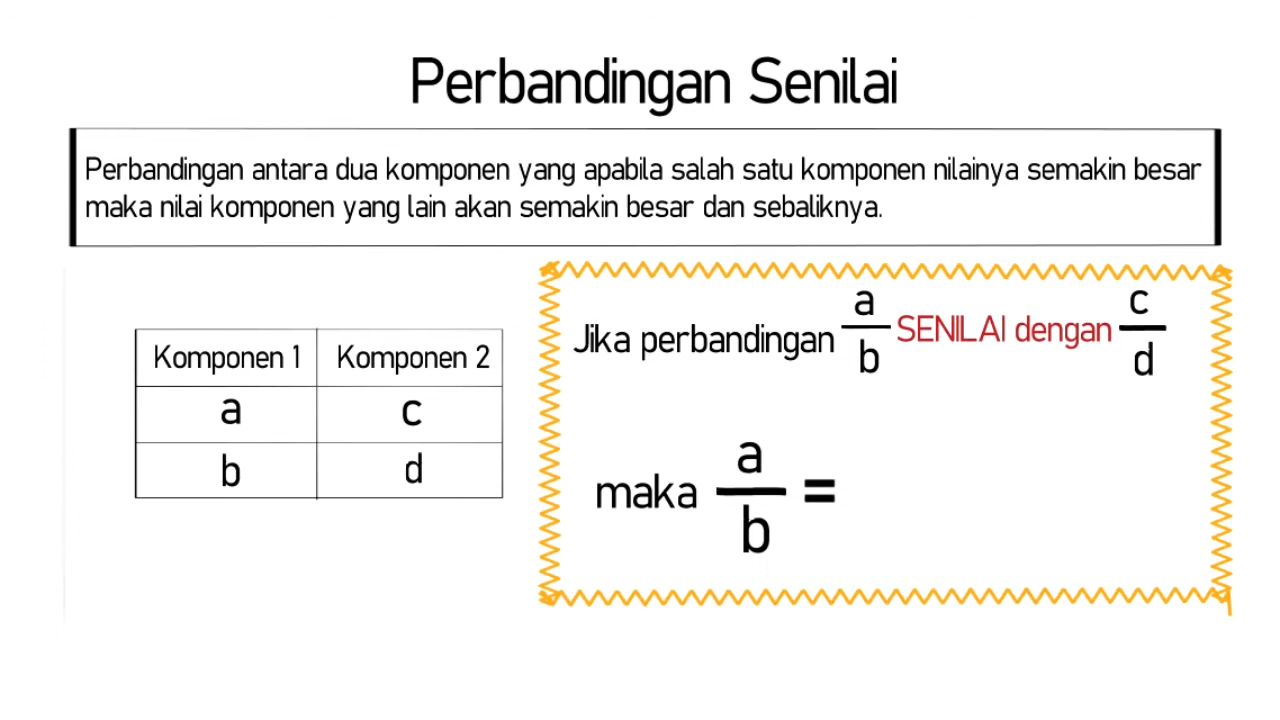 Perbandingan Senilai
Perbandingan antara dua komponen yang apabila salah satu komponen nilainya semakin besar
maka nilai komponen yang lain akan semakin besar dan sebaliknya.
Komponen 1 Komponen 2
a c
b d
Jika perbandingan a/b SENILAI dengan c/d
maka a/b =